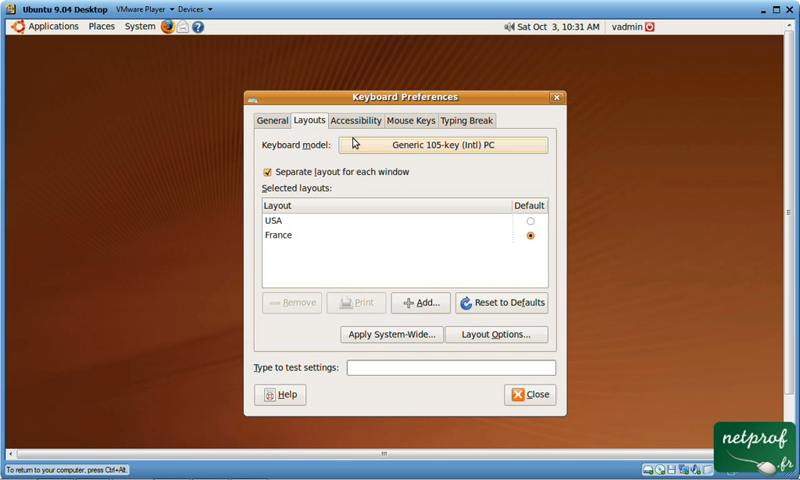 Ubuntu 9.04 Desktop VMware Player Devices
Applications Places System Sat Oct 3, 10:31 AM vadmin
Keyboard Preferences
General Layouts Accessibility Mouse Keys Typing Break
Keyboard model: Generic 105-key (Intl) PC
Separate layout for each window
Selected layouts:
Layout Default
USA
France
Remove Print Add... Reset to Defaults
Apply System-Wide... Layout Options...
Type to test settings:
Help Close
netprof
.fr
To return to your computer, press Ctrl+Alt.